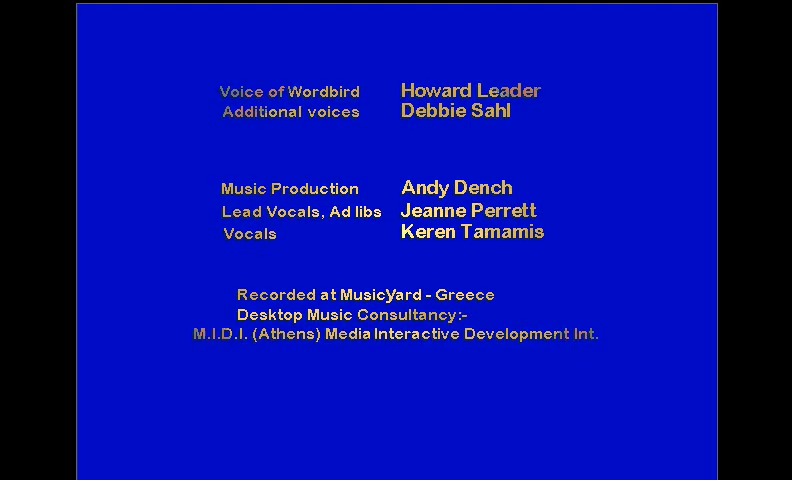 Voice of Wordbird Howard Leader
Additional voices Debbie Sahl
Music Production Andy Dench
Lead Vocals, Ad libs Jeanne Perrett
Vocals Keren Tamamis
Recorded at MusicYard - Greece
Desktop Music Consultancy:-
M.I.D.I. (Athens) Media Interactive Development Int.